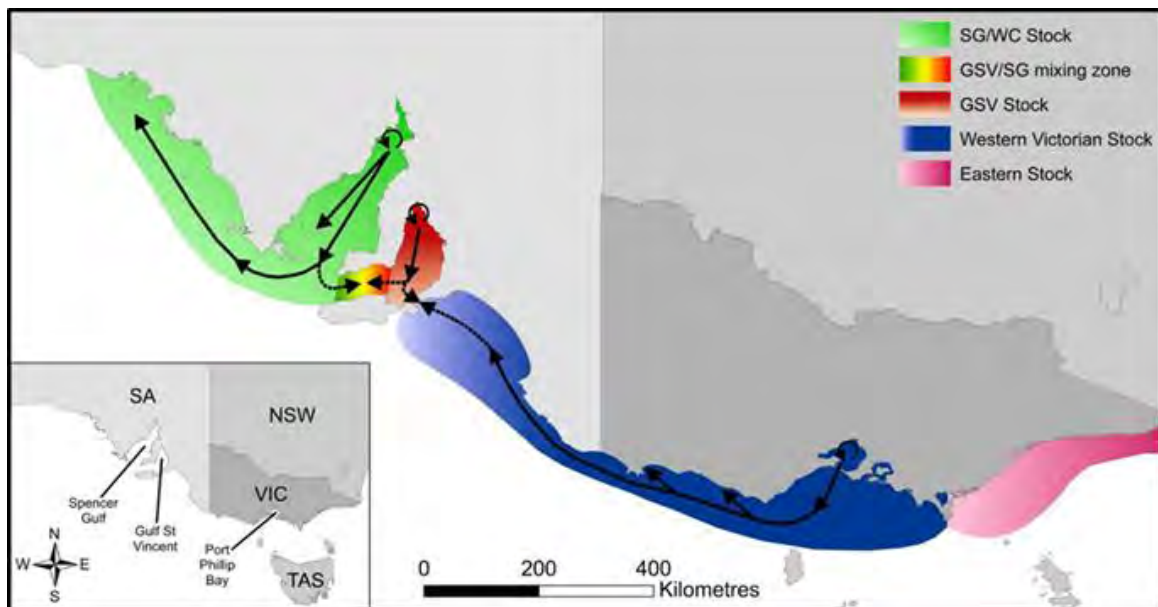 SG/WC Stock
GSV/SG mixing zone
GSV Stock
Western Victorian Stock
Eastern Stock
SA
NSW
VIC
TAS
Spencer
Gulf
Gulf St
Vincent
Port
Phillip
Bay
N
W E
S
0 200 400
Kilometres